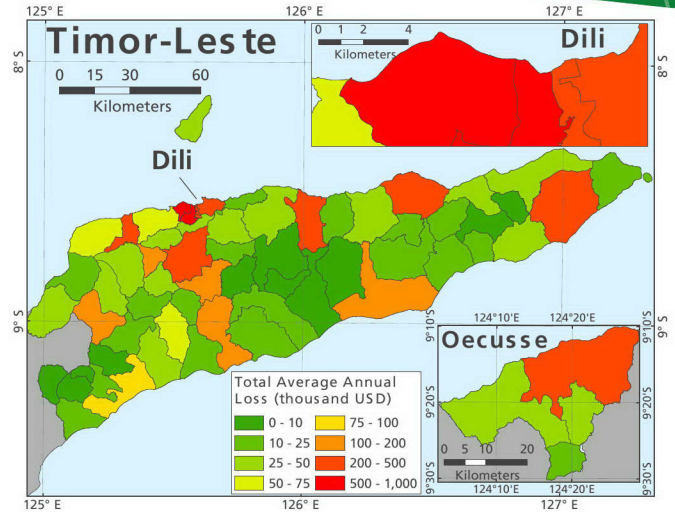 125° E
126° E
127° E
Timor-Leste
0 15 30 60
Kilometers
0 1 2 4
Kilometers
Dili
8° S
8° S
Dili
9° S
9° S
Oecusse
124°10'E
124°20'E
9°10'S
9°10'S
9°20'S
9°20'S
9°30'S
9°30'S
0 5 10 20
Kilometers
124°10'E
124°20'E
Total Average Annual
Loss (thousand USD)
0 - 10
75 - 100
10 - 25
100 - 200
25 - 50
200 - 500
50 - 75
500 - 1,000
125° E
126° E
127° E